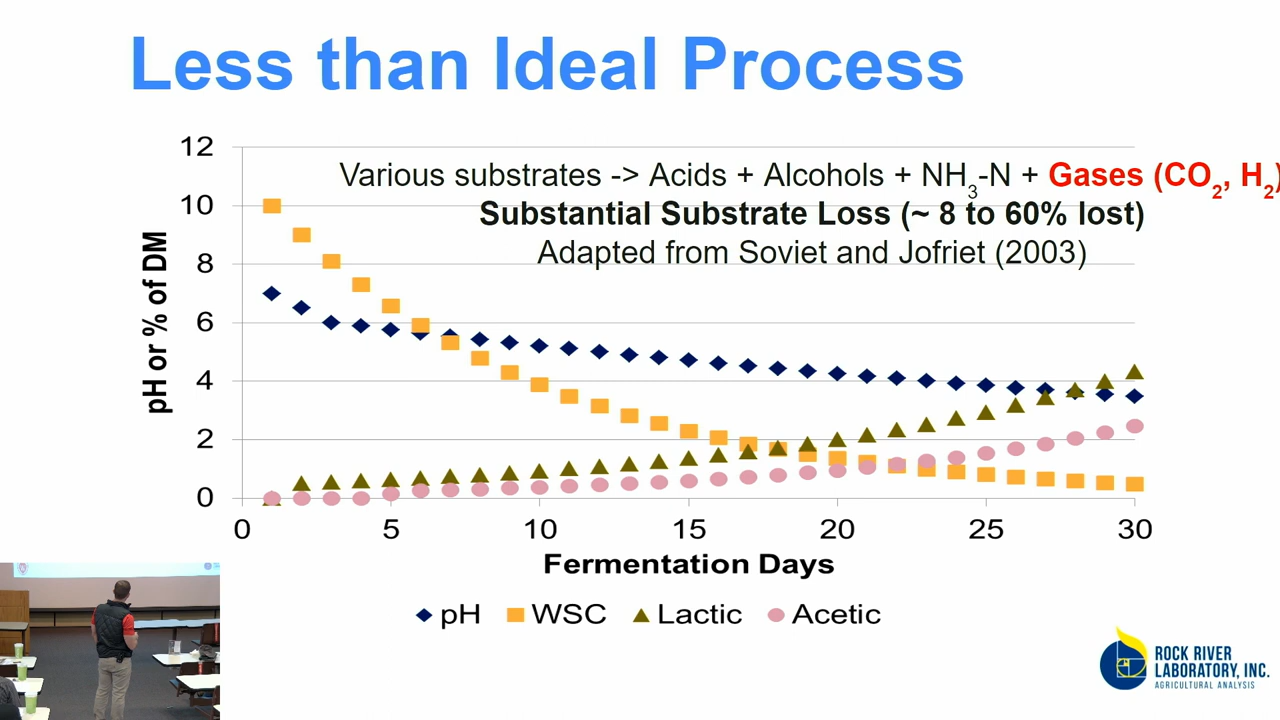 Less than Ideal Process
Various substrates -> Acids + Alcohols + NH3-N + Gases (CO2, H2)
Substantial Substrate Loss (~ 8 to 60% lost)
Adapted from Soviet and Jofriet (2003)
pH or % of DM
12
10
8
6
4
2
0
0 5 10 15 20 25 30
Fermentation Days
pH WSC Lactic Acetic
ROCK RIVER
LABORATORY, INC.
AGRICULTURAL ANALYSIS